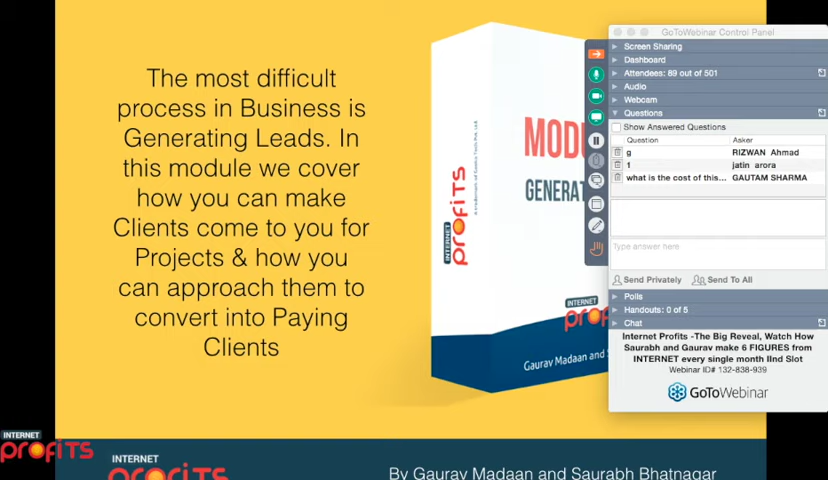 The most difficult
process in Business is
Generating Leads. In
this module we cover
how you can make
Clients come to you for
Projects & how you
can approach them to
convert into Paying
Clients
INTERNET
profiTS
MODU
GENERAT
INTERNET
profi
Gaurav Madaan and S
INTERNET
profiTS
INTERNET
profiTS
By Gaurav Madaan and Saurabh Bhatnagar
GoToWebinar Control Panel
Screen Sharing
Dashboard
Attendees: 89 out of 501
Audio
Webcam
Questions
Show Answered Questions
Question Asker
g RIZWAN Ahmad
1 jatin arora
what is the cost of this... GAUTAM SHARMA
Type answer here
Send Privately Send To All
Polls
Handouts: 0 of 5
Chat
Internet Profits -The Big Reveal, Watch How
Saurabh and Gaurav make 6 FIGURES from
INTERNET every single month IInd Slot
Webinar ID# 132-838-939
GoToWebinar